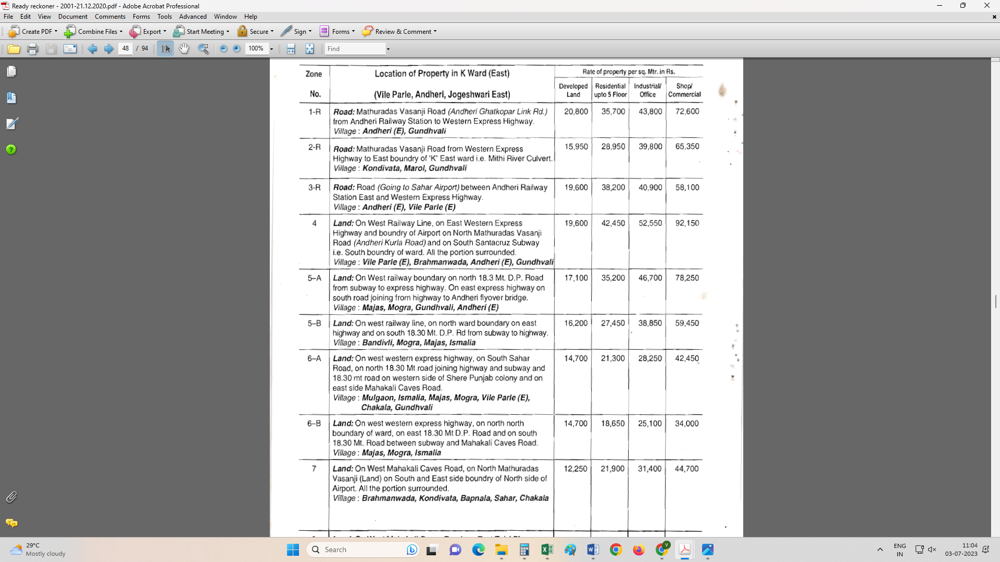 Ready reckoner - 2001-21.12.2020.pdf - Adobe Acrobat Professional
File Edit View Document Comments Forms Tools Advanced Window Help
Create PDF Combine Files Export Start Meeting Secure Sign Forms Review & Comment
48 / 94 100% Find
Zone No. Location of Property in K Ward (East) (Vile Parle, Andheri, Jogeshwari East) Rate of property per sq. Mtr. in Rs.
Developed Land Residential upto 5 Floor Industrial/ Office Shop/ Commercial
1-R Road: Mathuradas Vasanji Road (Andheri Ghatkopar Link Rd.) 20,800 35,700 43,800 72,600
from Andheri Railway Station to Western Express Highway.
Village : Andheri (E), Gundhvali
2-R Road: Mathuradas Vasanji Road from Western Express 15,950 28,950 39,800 65,350
Highway to East boundry of 'K' East ward i.e. Mithi River Culvert.
Village : Kondivata, Marol, Gundhvali
3-R Road: Road (Going to Sahar Airport) between Andheri Railway 19,600 38,200 40,900 58,100
Station East and Western Express Highway.
Village : Andheri (E), Vile Parle (E)
4 Land: On West Railway Line, on East Western Express 19,600 42,450 52,550 92,150
Highway and boundry of Airport on North Mathuradas Vasanji
Road (Andheri Kurla Road) and on South Santacruz Subway
i.e. South boundry of ward. All the portion surrounded.
Village : Vile Parle (E), Brahmanwada, Andheri (E), Gundhvali
5-A Land: On West railway boundary on north 18.3 Mt. D.P. Road 17,100 35,200 46,700 78,250
from subway to express highway. On east express highway on
south road joining from highway to Andheri flyover bridge.
Village : Majas, Mogra, Gundhvali, Andheri (E)
5-B Land: On west railway line, on north ward boundary on east 16,200 27,450 38,850 59,450
highway and on south 18.30 Mt. D.P. Rd from subway to highway.
Village : Bandivli, Mogra, Majas, Ismalia
6-A Land: On west western express highway, on South Sahar 14,700 21,300 28,250 42,450
Road, on north 18.30 Mt road joining highway and subway and
18.30 mt road on western side of Shere Punjab colony and on
east side Mahakali Caves Road.
Village : Mulgaon, Ismalia, Majas, Mogra, Vile Parle (E),
Chakala, Gundhvali
6-B Land: On west western express highway, on north north 14,700 18,650 25,100 34,000
boundary of ward, on east 18.30 Mt D.P. Road and on south
18.30 Mt. Road between subway and Mahakali Caves Road.
Village : Majas, Mogra, Ismalia
7 Land: On West Mahakali Caves Road, on North Mathuradas 12,250 21,900 31,400 44,700
Vasanji (Land) on South and East side boundry of North side of
Airport. All the portion surrounded.
Village : Brahmanwada, Kondivata, Bapnala, Sahar, Chakala
29°C
Mostly cloudy
Search
ENG
IN
11:04
03-07-2023